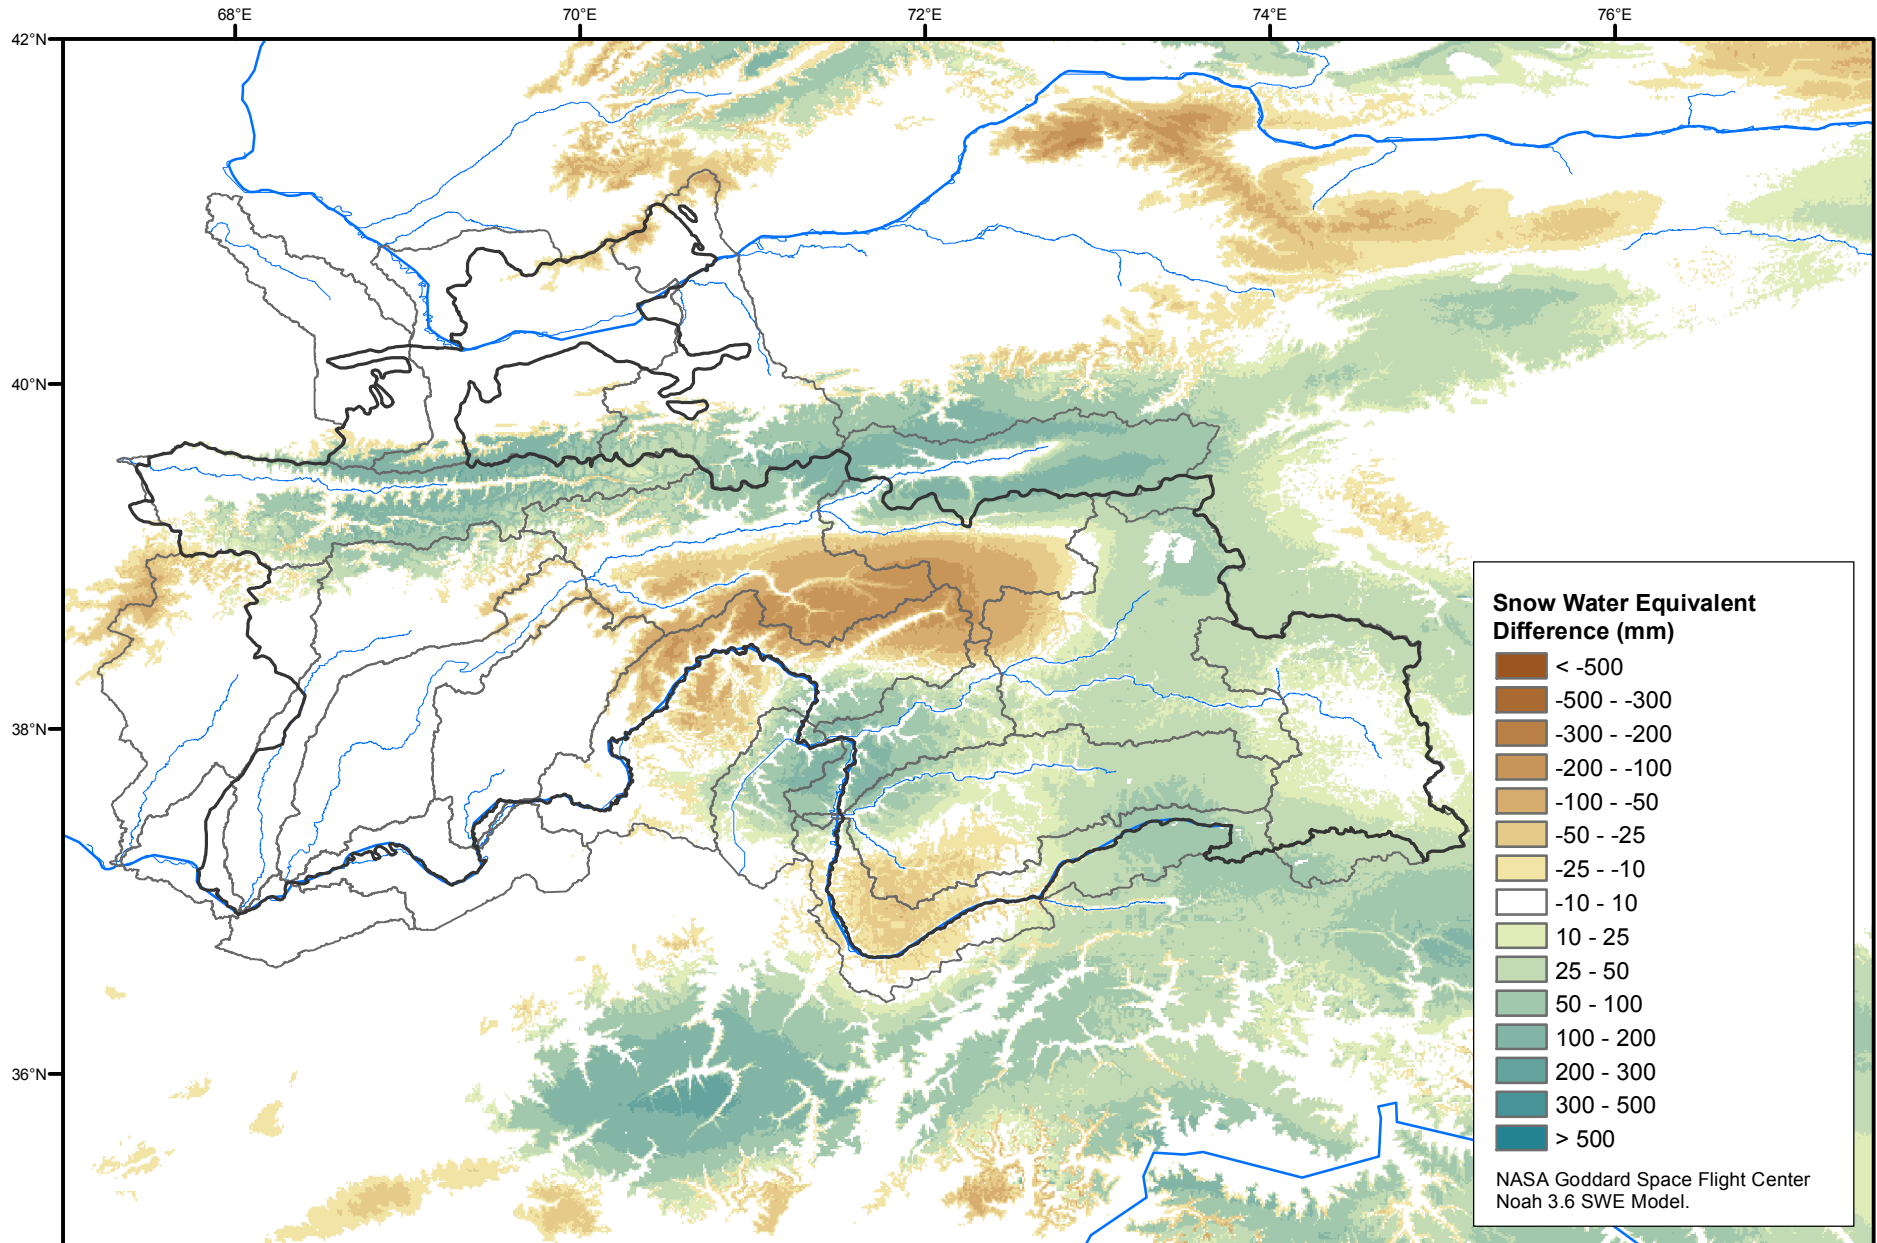 68°E 70°E 72°E 74°E 76°E
42°N
40°N
38°N
36°N
Snow Water Equivalent
Difference (mm)
< -500
-500 - -300
-300 - -200
-200 - -100
-100 - -50
-50 - -25
-25 - -10
-10 - 10
10 - 25
25 - 50
50 - 100
100 - 200
200 - 300
300 - 500
> 500
NASA Goddard Space Flight Center
Noah 3.6 SWE Model.